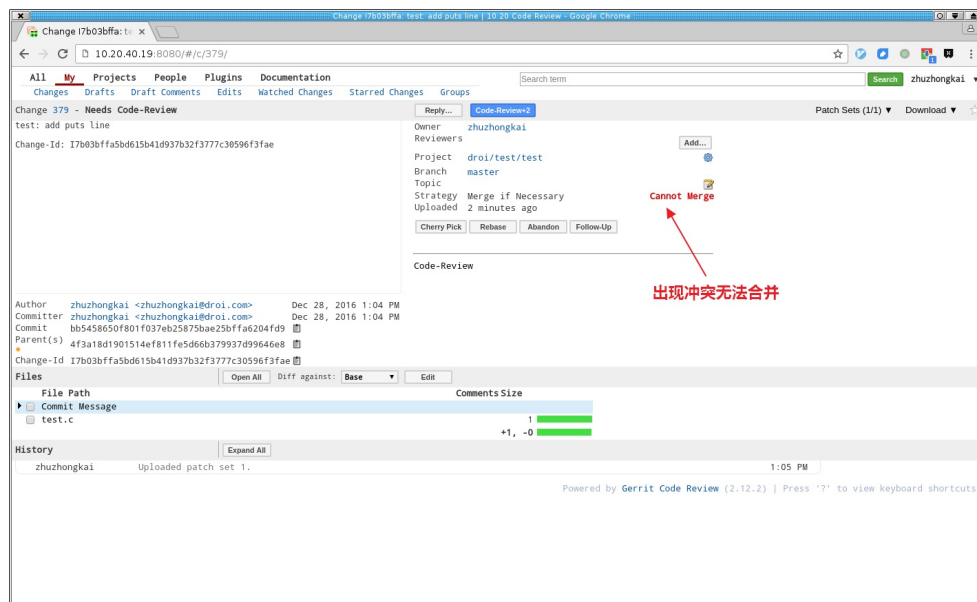 Change I7b03bffa: test: add puts line | 10.20 Code Review - Google Chrome
Change I7b03bffa: te
10.20.40.19:8080/#/c/379/
All My Projects People Plugins Documentation
Search term
Search
zhuzhongkai
Changes Drafts Draft Comments Edits Watched Changes Starred Changes Groups
Change 379 - Needs Code-Review
Reply...
Code-Review+2
Patch Sets (1/1) ▼ Download ▼
test: add puts line
Change-Id: I7b03bffa5bd615b41d937b32f3777c30596f3fae
Owner zhuzhongkai
Reviewers
Add...
Project droi/test/test
Branch master
Topic
Strategy Merge if Necessary
Cannot Merge
Uploaded 2 minutes ago
Cherry Pick Rebase Abandon Follow-Up
Code-Review
出现冲突无法合并
Author zhuzhongkai <zhuzhongkai@droi.com> Dec 28, 2016 1:04 PM
Committer zhuzhongkai <zhuzhongkai@droi.com> Dec 28, 2016 1:04 PM
Commit bb5458650f801f037eb25875bae25bffa6204fd9
Parent(s) 4f3a18d1901514ef811fe5d66b379937d99646e8
Change-Id I7b03bffa5bd615b41d937b32f3777c30596f3fae
Files Open All Diff against: Base ▼ Edit
File Path Comments Size
Commit Message
test.c 1
+1, -0
History Expand All
zhuzhongkai Uploaded patch set 1. 1:05 PM
Powered by Gerrit Code Review (2.12.2) | Press '?' to view keyboard shortcuts